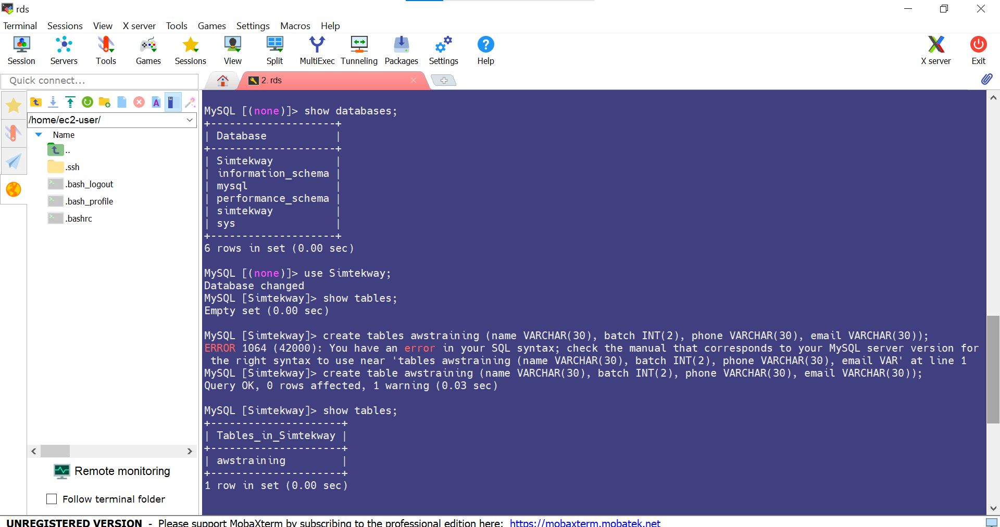 rds
Terminal Sessions View X server Tools Games Settings Macros Help
Session Servers Tools Games Sessions View Split MultiExec Tunneling Packages Settings Help X server Exit
Quick connect...
2. rds
/home/ec2-user/
Name
..
.ssh
.bash_logout
.bash_profile
.bashrc
Remote monitoring
Follow terminal folder
MySQL [(none)]> show databases;
+--------------------+
| Database           |
+--------------------+
| Simtekway          |
| information_schema |
| mysql              |
| performance_schema |
| simtekway          |
| sys                |
+--------------------+
6 rows in set (0.00 sec)
MySQL [(none)]> use Simtekway;
Database changed
MySQL [Simtekway]> show tables;
Empty set (0.00 sec)
MySQL [Simtekway]> create tables awstraining (name VARCHAR(30), batch INT(2), phone VARCHAR(30), email VARCHAR(30));
ERROR 1064 (42000): You have an error in your SQL syntax; check the manual that corresponds to your MySQL server version for
the right syntax to use near 'tables awstraining (name VARCHAR(30), batch INT(2), phone VARCHAR(30), email VAR' at line 1
MySQL [Simtekway]> create table awstraining (name VARCHAR(30), batch INT(2), phone VARCHAR(30), email VARCHAR(30));
Query OK, 0 rows affected, 1 warning (0.03 sec)
MySQL [Simtekway]> show tables;
+---------------------+
| Tables_in_Simtekway |
+---------------------+
| awstraining         |
+---------------------+
1 row in set (0.00 sec)
UNREGISTERED VERSION - Please support MobaXterm by subscribing to the professional edition here: https://mobaxterm.mobatek.net